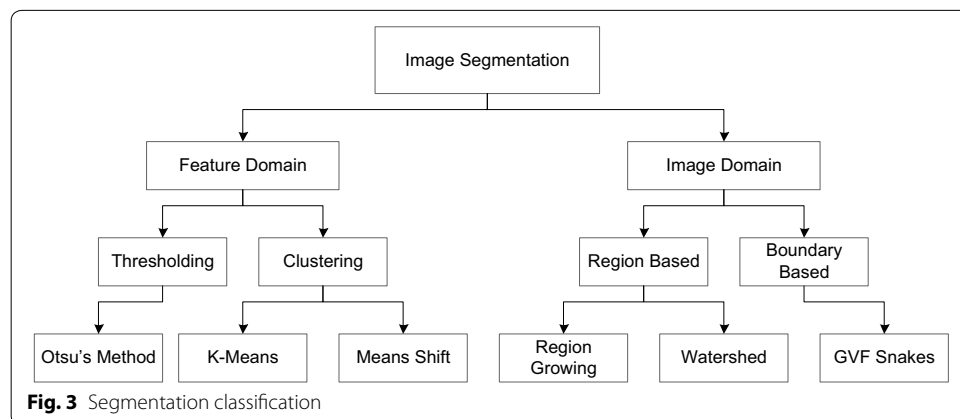 Image Segmentation
Feature Domain
Image Domain
Thresholding
Clustering
Region Based
Boundary
Based
Otsu's Method
K-Means
Means Shift
Region
Growing
Watershed
GVF Snakes
Fig. 3 Segmentation classification